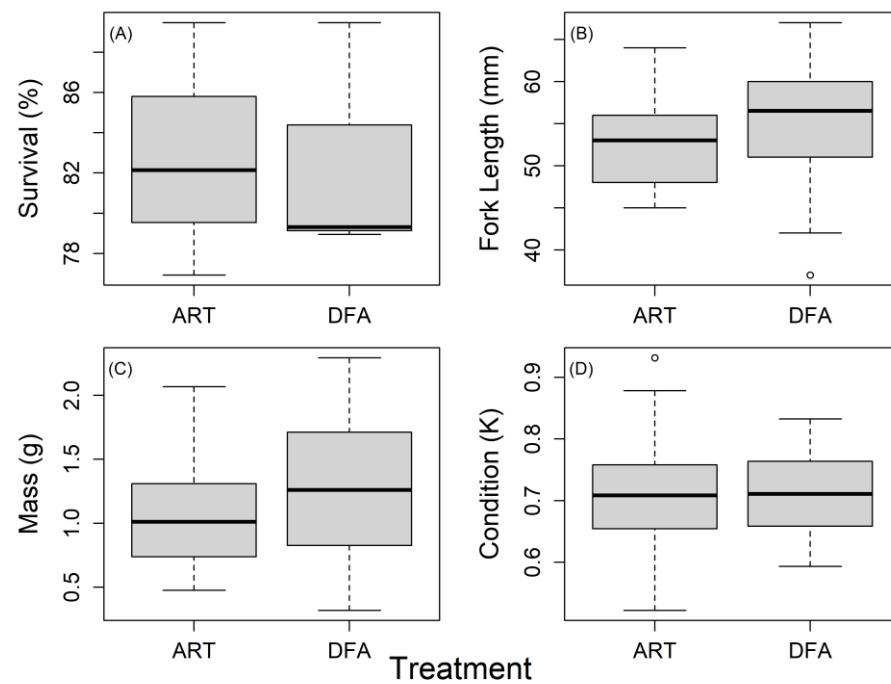 (A)
Survival (%)
86
82
78
ART DFA
(B)
Fork Length (mm)
60
50
40
ART DFA
(C)
Mass (g)
2.0
1.5
1.0
0.5
ART DFA
(D)
Condition (K)
0.9
0.8
0.7
0.6
ART DFA
Treatment